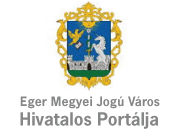 Eger Megyei Jogú Város
Hivatalos Portálja